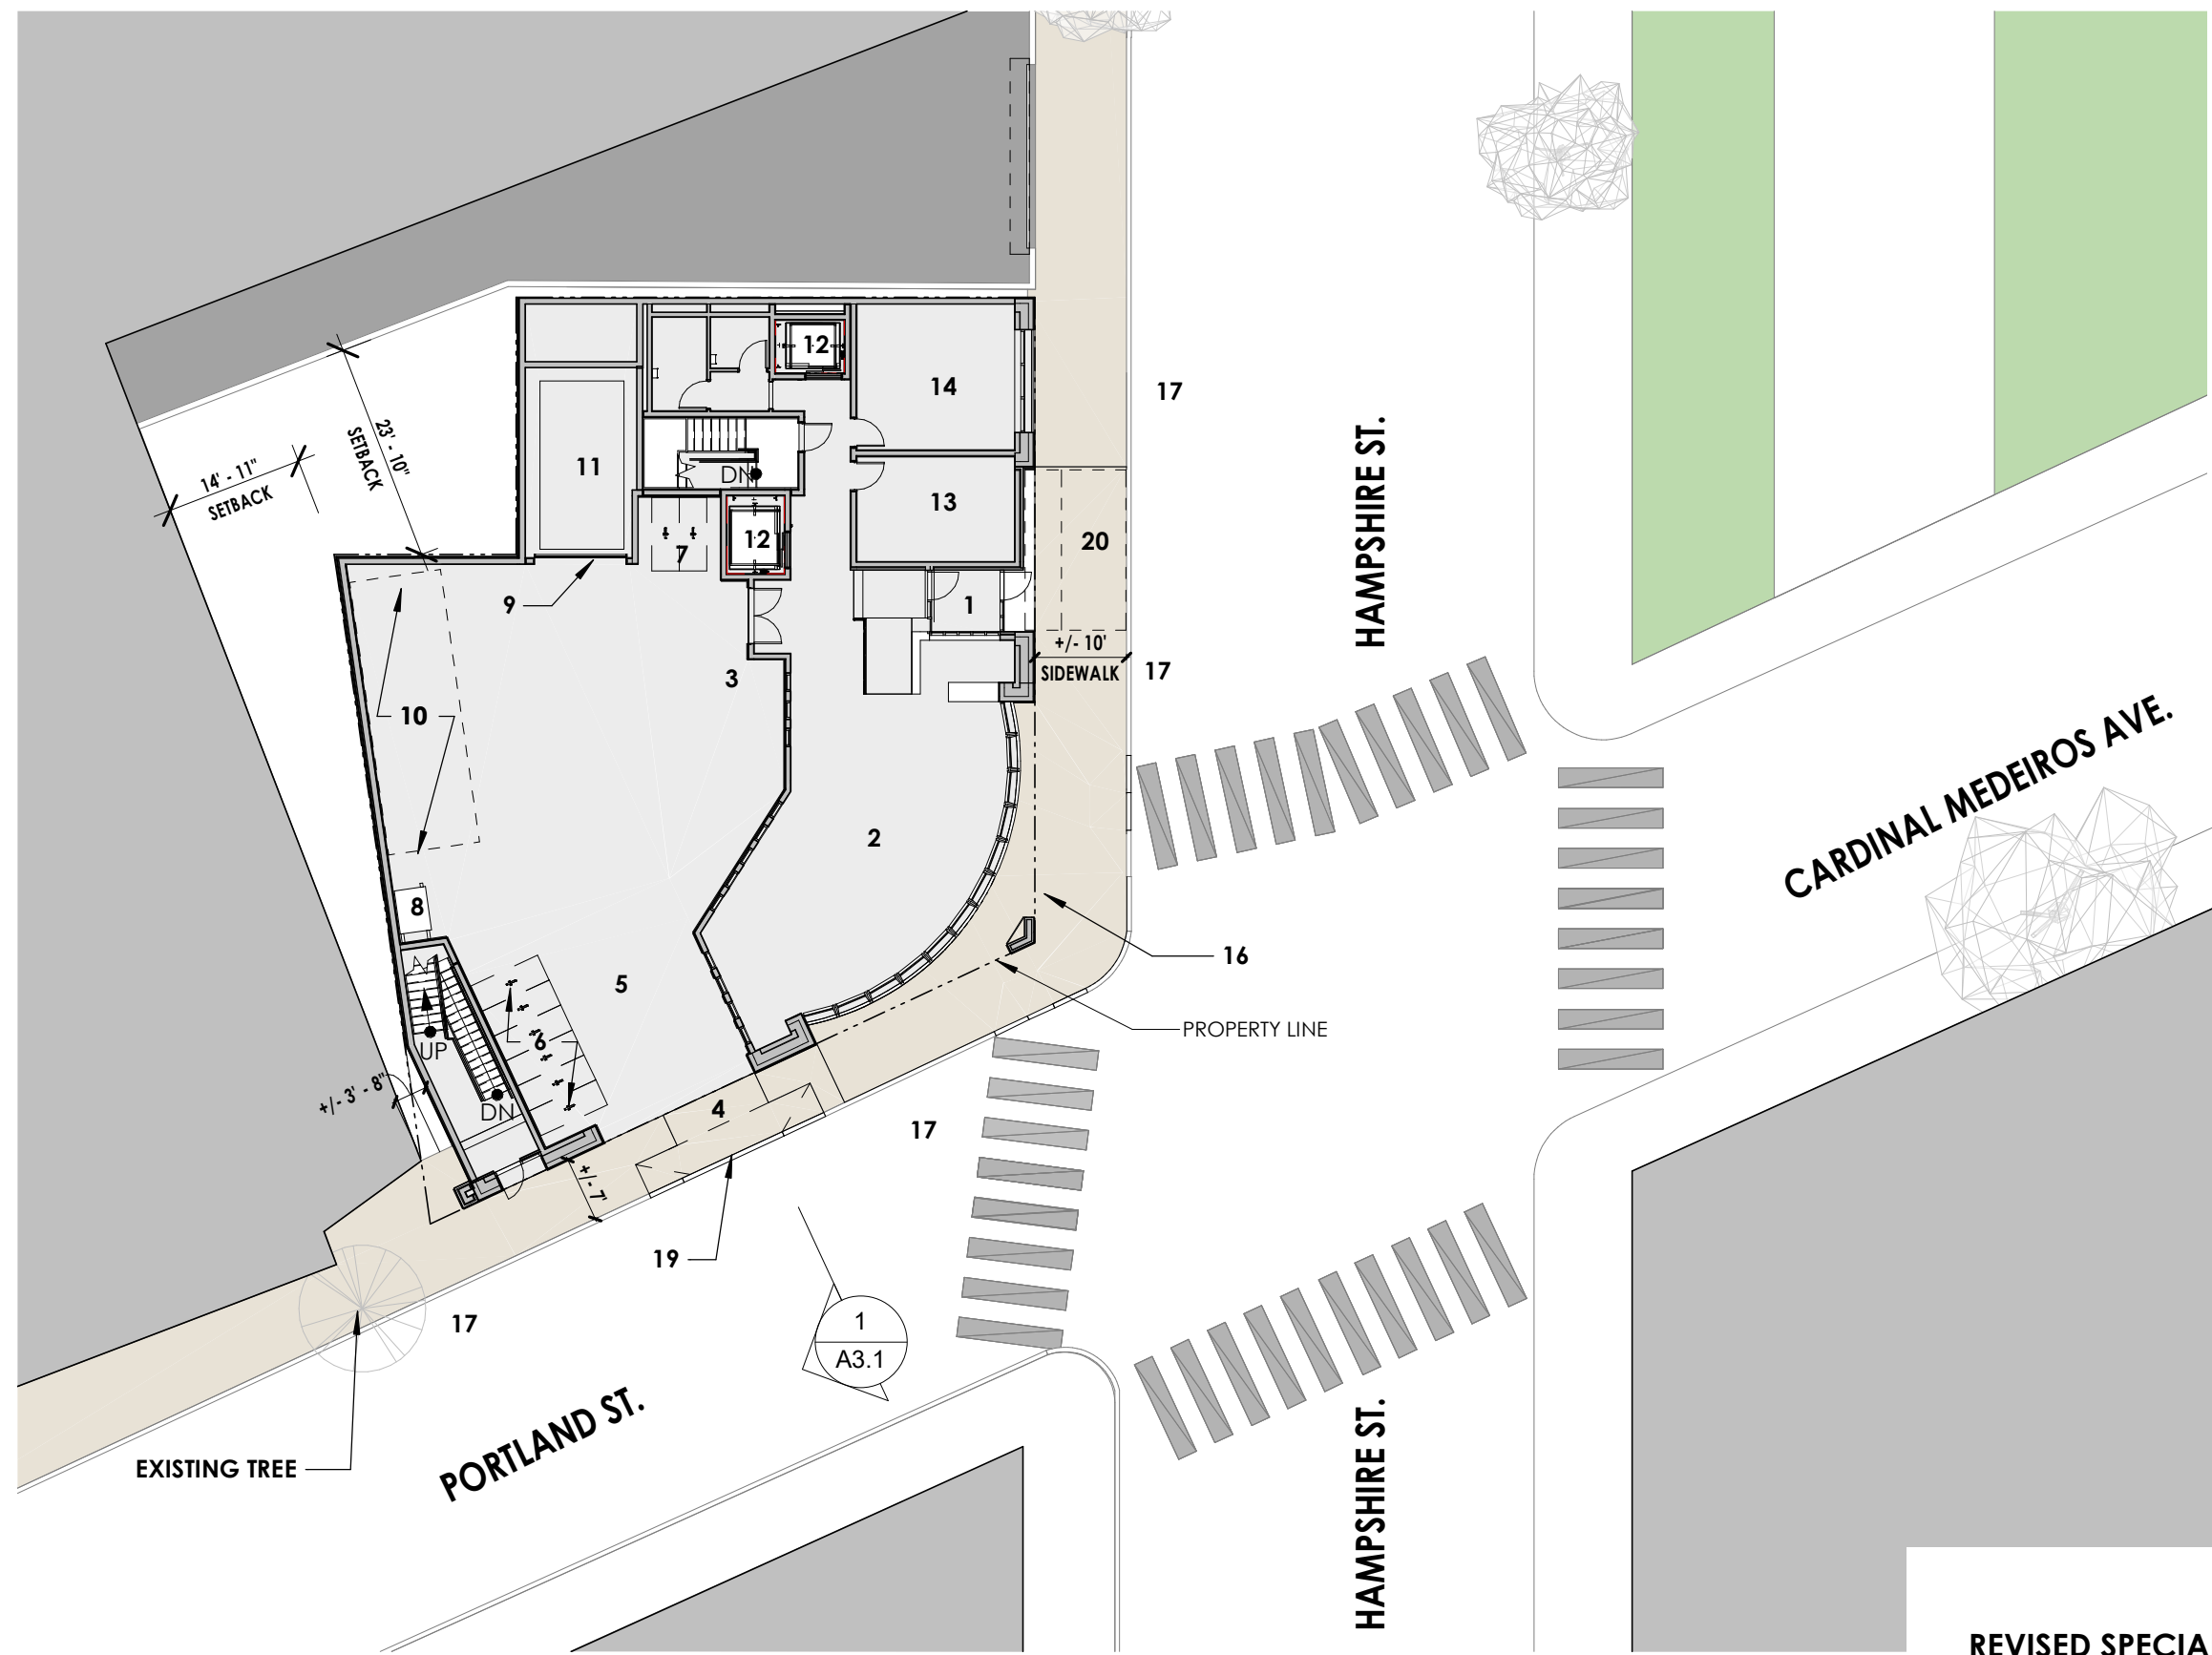 12
14
17
23' - 10"
SETBACK
14' - 11"
SETBACK
11
DN
13
HAMPSHIRE ST.
12
7
20
9
1
+/- 10'
SIDEWALK
17
3
10
CARDINAL MEDEIROS AVE.
2
8
16
5
PROPERTY LINE
6
UP
+/- 3' - 8"
DN
4
17
+/- 7'
19
17
1
A3.1
PORTLAND ST.
EXISTING TREE
HAMPSHIRE ST.
REVISED SPECIA